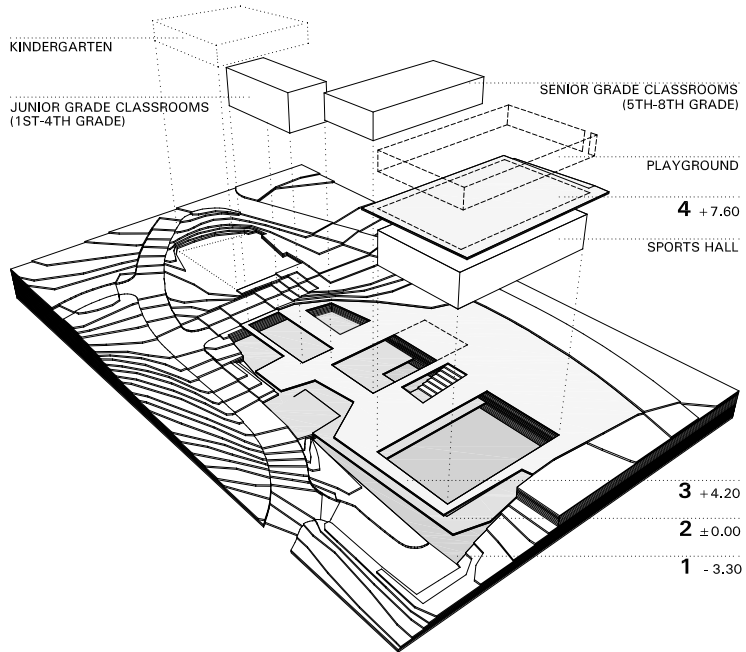 KINDERGARTEN
JUNIOR GRADE CLASSROOMS
(1ST-4TH GRADE)
SENIOR GRADE CLASSROOMS
(5TH-8TH GRADE)
PLAYGROUND
4 +7.60
SPORTS HALL
3 +4.20
2 ±0.00
1 - 3.30